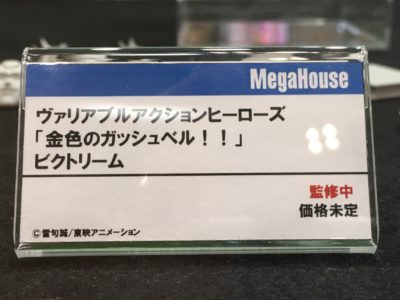 MegaHouse
ヴァリアブルアクションヒーローズ
「金色のガッシュベル！！」
ビクトリーム
監修中
価格未定
©雷句誠/東映アニメーション